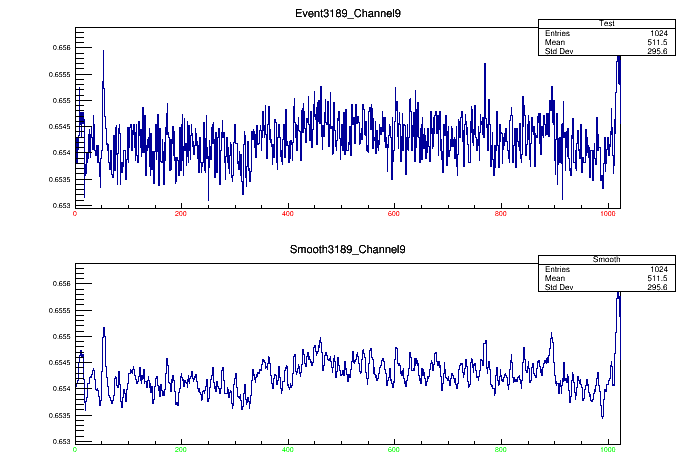 Event3189_Channel9
Test
Entries 1024
Mean 511.5
Std Dev 295.6
0.656
0.6555
0.655
0.6545
0.654
0.6535
0.653
0 200 400 600 800 1000
Smooth3189_Channel9
Smooth
Entries 1024
Mean 511.5
Std Dev 295.6
0.656
0.6555
0.655
0.6545
0.654
0.6535
0.653
0 200 400 600 800 1000